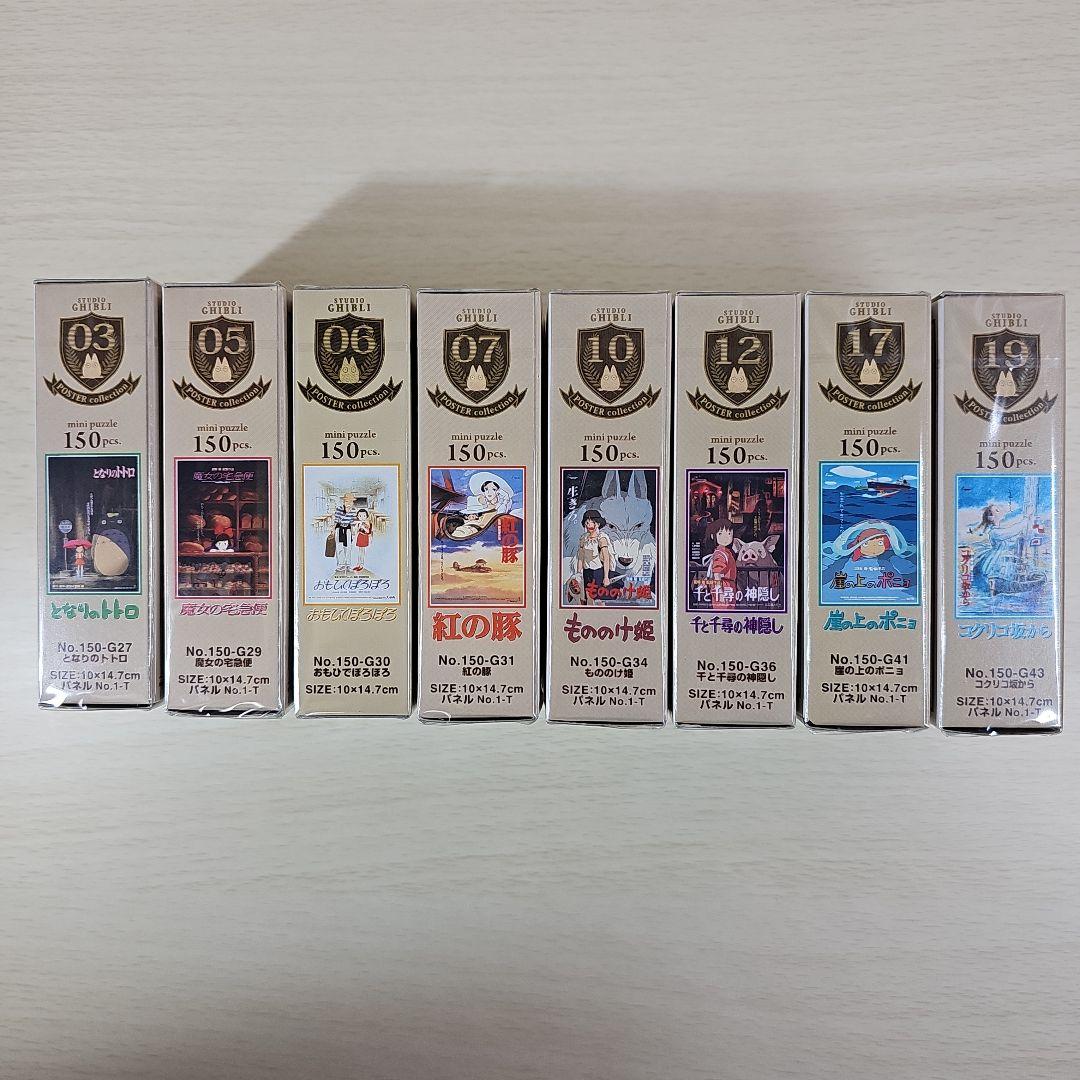 STUDIO
GHIBLI
03
POSTER collection
mini puzzle
150pcs.
となりのトトロ
となりのトトロ
No.150-G27
となりのトトロ
SIZE:10×14.7cm
パネル No.1-T
STUDIO
GHIBLI
05
POSTER collection
mini puzzle
150pcs.
魔女の宅急便
魔女の宅急便
No.150-G29
魔女の宅急便
SIZE:10×14.7cm
パネル No.1-T
STUDIO
GHIBLI
06
POSTER collection
mini puzzle
150pcs.
おもひでぽろぽろ
おもひでぽろぽろ
No.150-G30
おもひでぽろぽろ
SIZE:10×14.7cm
STUDIO
GHIBLI
07
POSTER collection
mini puzzle
150pcs.
紅の豚
紅の豚
No.150-G31
紅の豚
SIZE:10×14.7cm
パネル No.1-T
STUDIO
GHIBLI
10
POSTER collection
mini puzzle
150pcs.
生きろ。
もののけ姫
もののけ姫
No.150-G34
もののけ姫
SIZE:10×14.7cm
パネル No.1-T
STUDIO
GHIBLI
12
POSTER collection
mini puzzle
150pcs.
千と千尋の神隠し
千と千尋の神隠し
No.150-G36
千と千尋の神隠し
SIZE:10×14.7cm
パネル No.1-T
STUDIO
GHIBLI
17
POSTER collection
mini puzzle
150pcs.
崖の上のポニョ
崖の上のポニョ
No.150-G41
崖の上のポニョ
SIZE:10×14.7cm
パネル No.1-T
STUDIO
GHIBLI
19
POSTER collection
mini puzzle
150pcs.
コクリコ坂から
コクリコ坂から
No.150-G43
コクリコ坂から
SIZE:10×14.7cm
パネル No.1-T